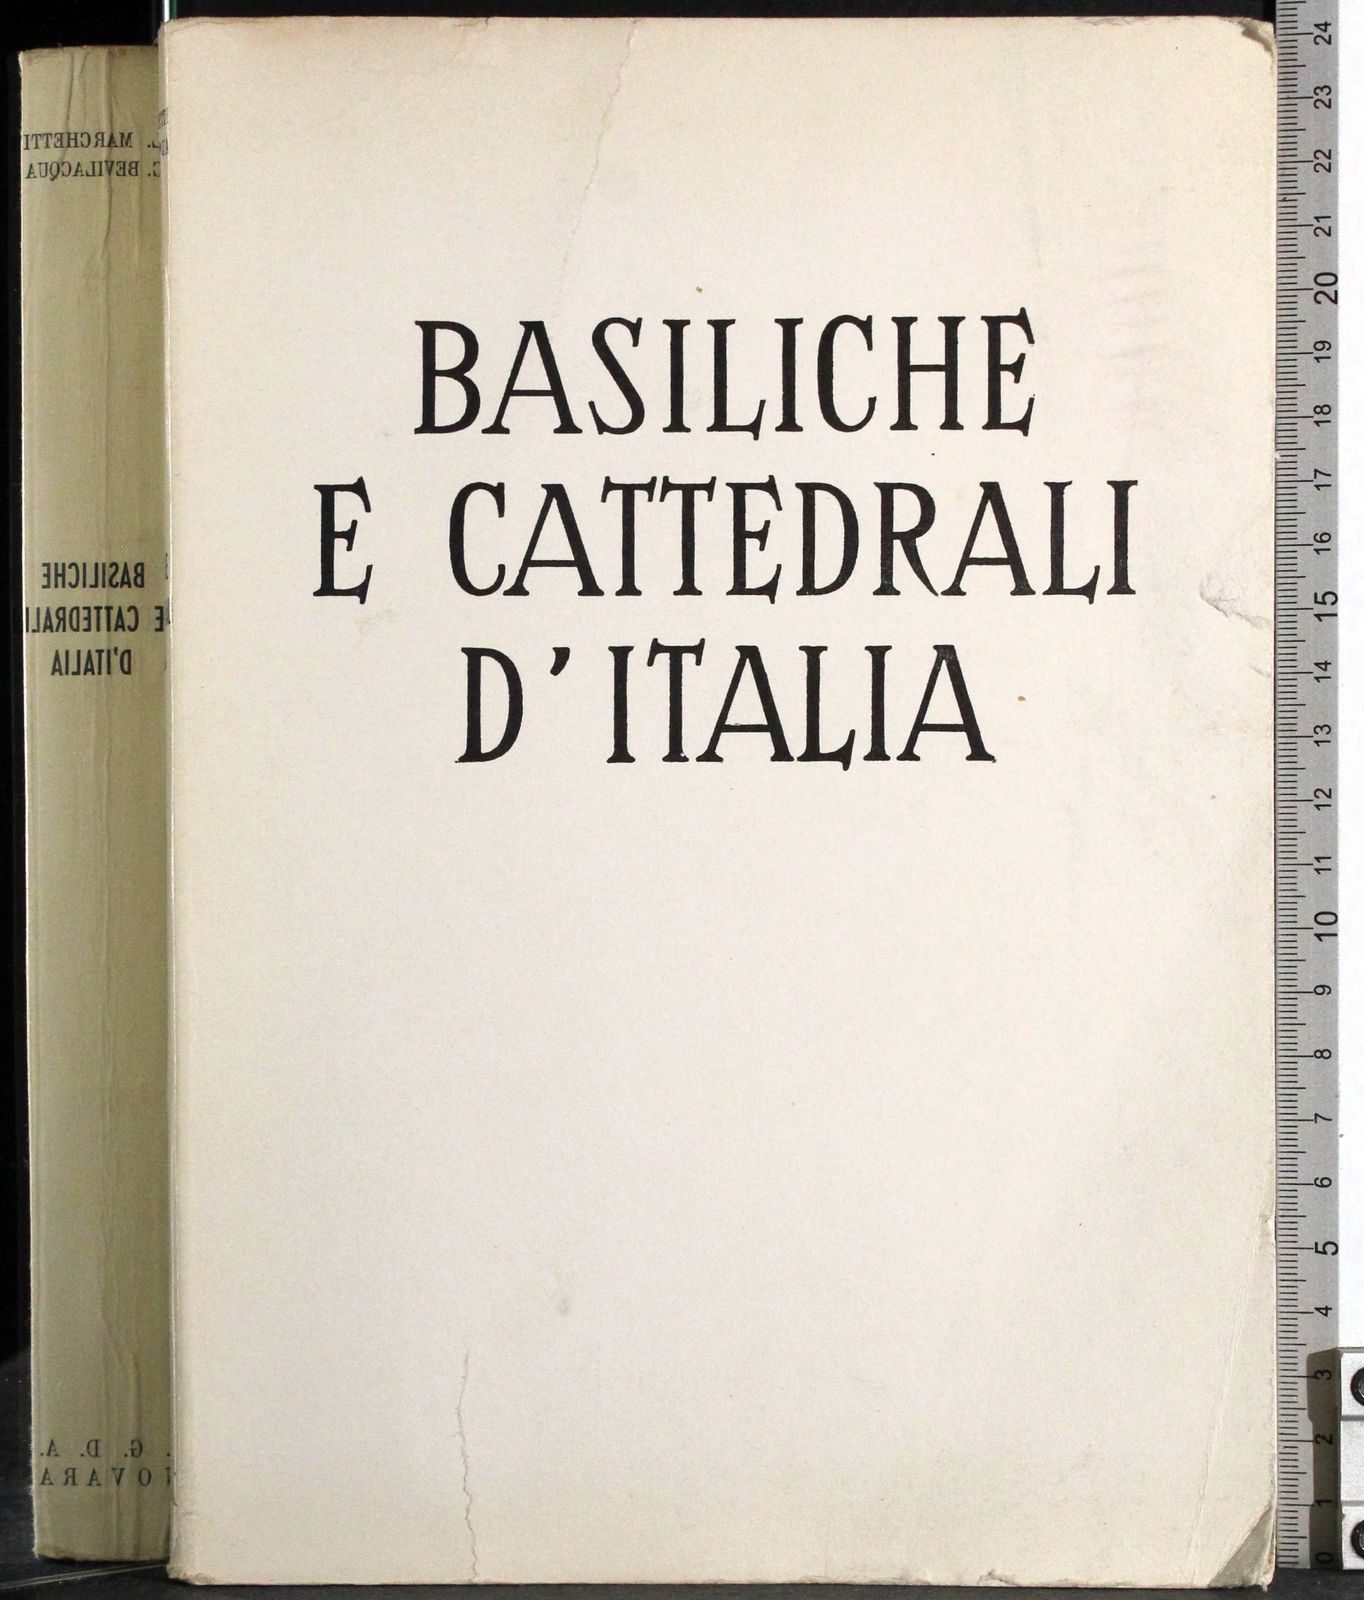 BASILICHE
E CATTEDRALI
D'ITALIA
MARCHETTI
C. BEVILACQUA
BASILICHE
E CATTEDRALI
D'ITALIA
G. D. A.
NOVARA
24
23
22
21
20
19
18
17
16
15
14
13
12
11
10
9
8
7
6
5
4
3
2
1
0